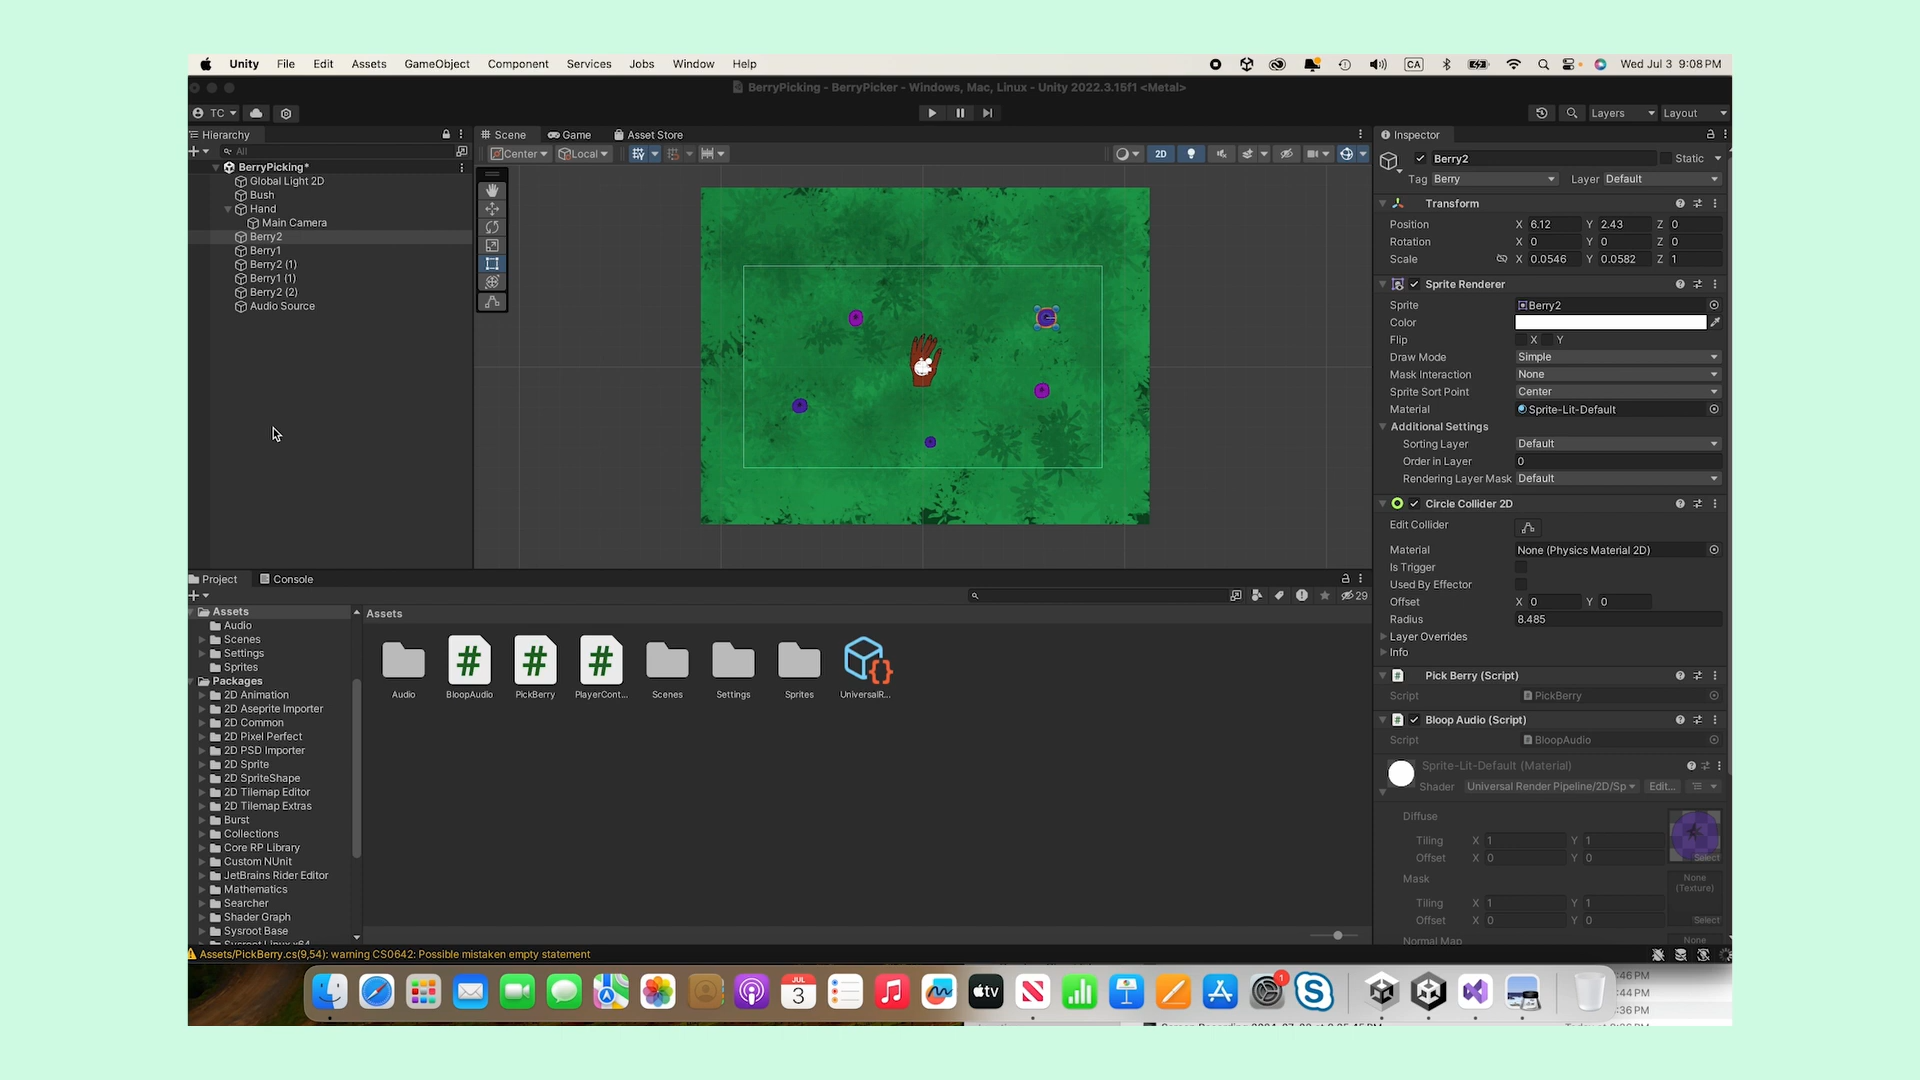 Unity File Edit Assets GameObject Component Services Jobs Window Help CA Wed Jul 3 9:08 PM
BerryPicking - BerryPicker - Windows, Mac, Linux - Unity 2022.3.15f1 <Metal>
TC Layers Layout
Hierarchy
All
BerryPicking*
Global Light 2D
Bush
Hand
Main Camera
Berry2
Berry1
Berry2 (1)
Berry1 (1)
Berry2 (2)
Audio Source
Scene Game Asset Store
Center Local 2D
Inspector
Berry2 Static
Tag Berry Layer Default
Transform
Position X 6.12 Y 2.43 Z 0
Rotation X 0 Y 0 Z 0
Scale X 0.0546 Y 0.0582 Z 1
Sprite Renderer
Sprite Berry2
Color
Flip X Y
Draw Mode Simple
Mask Interaction None
Sprite Sort Point Center
Material Sprite-Lit-Default
Additional Settings
Sorting Layer Default
Order in Layer 0
Rendering Layer Mask Default
Circle Collider 2D
Edit Collider
Material None (Physics Material 2D)
Is Trigger
Used By Effector
Offset X 0 Y 0
Radius 8.485
Layer Overrides
Info
Pick Berry (Script)
Script PickBerry
Bloop Audio (Script)
Script BloopAudio
Sprite-Lit-Default (Material)
Shader Universal Render Pipeline/2D/Sp Edit...
Diffuse
Tiling X 1 Y 1
Offset X 0 Y 0
Select
Mask
None
(Texture)
Tiling X 1 Y 1
Offset X 0 Y 0
Select
Normal Map
None
Project Console
29
Assets
Audio
Scenes
Settings
Sprites
Packages
2D Animation
2D Aseprite Importer
2D Common
2D Pixel Perfect
2D PSD Importer
2D Sprite
2D SpriteShape
2D Tilemap Editor
2D Tilemap Extras
Burst
Collections
Core RP Library
Custom NUnit
JetBrains Rider Editor
Mathematics
Searcher
Shader Graph
Sysroot Base
Assets
Audio BloopAudio PickBerry PlayerCont... Scenes Settings Sprites UniversalR...
Assets/PickBerry.cs(9,54): warning CS0642: Possible mistaken empty statement
JUL
3
tv
1
:46 PM
:44 PM
:36 PM